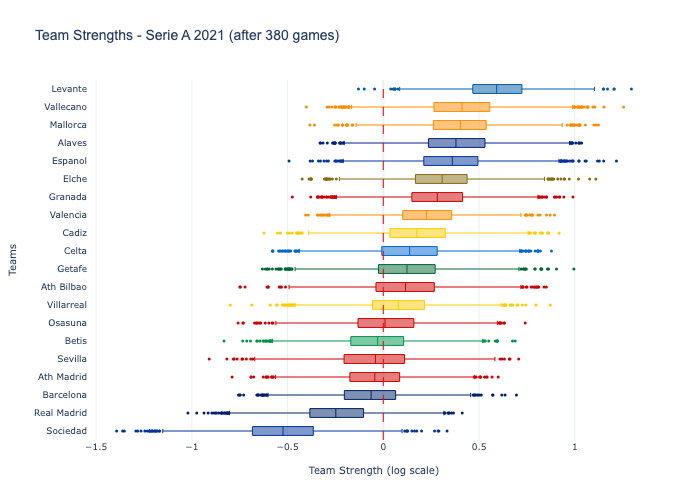 Team Strengths - Serie A 2021 (after 380 games)
Levante
Vallecano
Mallorca
Alaves
Espanol
Elche
Granada
Valencia
Cadiz
Celta
Getafe
Ath Bilbao
Villarreal
Osasuna
Betis
Sevilla
Ath Madrid
Barcelona
Real Madrid
Sociedad
Teams
−1.5 −1 −0.5 0 0.5 1
Team Strength (log scale)